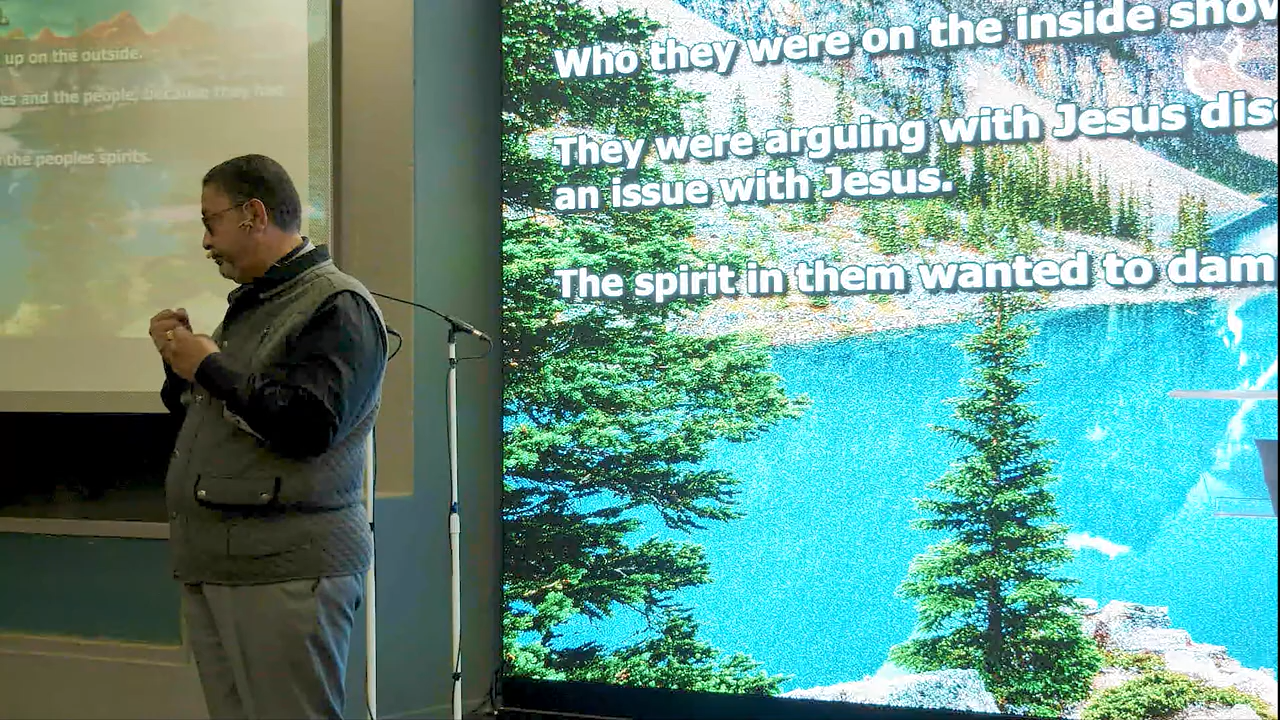 up on the outside.
es and the people, because they had
the peoples spirits.
Who they were on the inside show
They were arguing with Jesus dis
an issue with Jesus.
The spirit in them wanted to dam